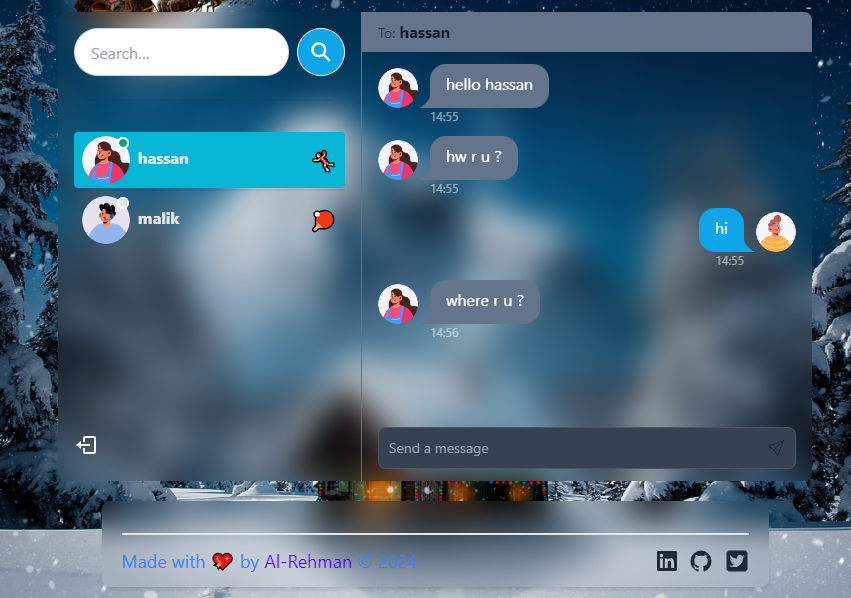 Search...
hassan
malik
To: hassan
hello hassan
14:55
hw r u ?
14:55
hi
14:55
where r u ?
14:56
Send a message
Made with 💖 by Al-Rehman © 2024
in